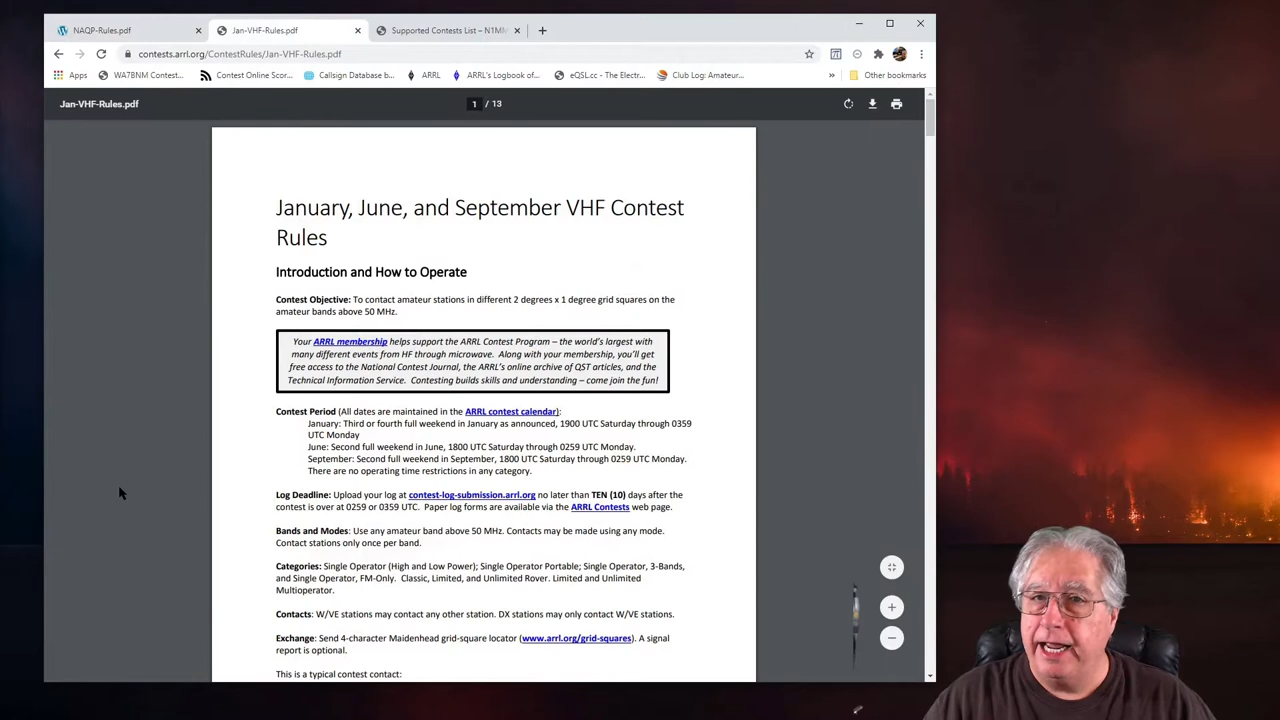 NAQP-Rules.pdf
Jan-VHF-Rules.pdf
Supported Contests List – N1MM
contests.arrl.org/ContestRules/Jan-VHF-Rules.pdf
Apps
WA7BNM Contest...
Contest Online Scor...
Callsign Database b...
ARRL
ARRL's Logbook of...
eQSL.cc — The Electr...
Club Log: Amateur...
»
Other bookmarks
Jan-VHF-Rules.pdf
1 / 13
January, June, and September VHF Contest
Rules
Introduction and How to Operate
Contest Objective: To contact amateur stations in different 2 degrees x 1 degree grid squares on the
amateur bands above 50 MHz.
Your ARRL membership helps support the ARRL Contest Program – the world's largest with
many different events from HF through microwave. Along with your membership, you'll get
free access to the National Contest Journal, the ARRL's online archive of QST articles, and the
Technical Information Service. Contesting builds skills and understanding – come join the fun!
Contest Period (All dates are maintained in the ARRL contest calendar):
January: Third or fourth full weekend in January as announced, 1900 UTC Saturday through 0359
UTC Monday
June: Second full weekend in June, 1800 UTC Saturday through 0259 UTC Monday.
September: Second full weekend in September, 1800 UTC Saturday through 0259 UTC Monday.
There are no operating time restrictions in any category.
Log Deadline: Upload your log at contest-log-submission.arrl.org no later than TEN (10) days after the
contest is over at 0259 or 0359 UTC. Paper log forms are available via the ARRL Contests web page.
Bands and Modes: Use any amateur band above 50 MHz. Contacts may be made using any mode.
Contact stations only once per band.
Categories: Single Operator (High and Low Power); Single Operator Portable; Single Operator, 3-Bands,
and Single Operator, FM-Only. Classic, Limited, and Unlimited Rover. Limited and Unlimited
Multioperator.
Contacts: W/VE stations may contact any other station. DX stations may only contact W/VE stations.
Exchange: Send 4-character Maidenhead grid-square locator (www.arrl.org/grid-squares). A signal
report is optional.
This is a typical contest contact: